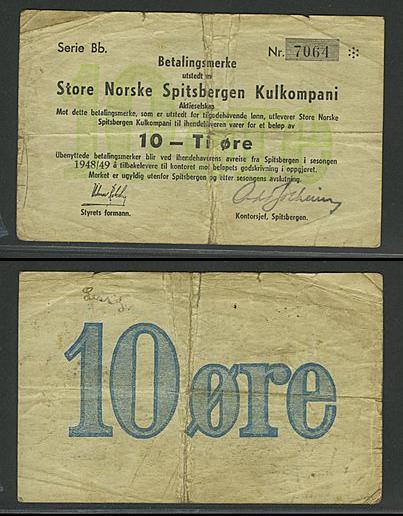 Serie Bb.
Nr. 7064
Betalingsmerke
utstedt av
Store Norske Spitsbergen Kulkompani
Aktieselskap
Mot dette betalingsmerke, som er utstedt for tilgodehavende lønn, utleverer Store Norske
Spitsbergen Kulkompani til ihendehaveren varer for et beløp av
10 — Ti øre
Ubenyttede betalingsmerker blir ved ihendehaverens avreise fra Spitsbergen i sesongen
1948/49 å tilbakelevere til kontoret mot beløpets godskrivning i oppgjøret.
Merket er ugyldig utenfor Spitsbergen og etter sesongens avslutning.
Styrets formann.
Kontorsjef, Spitsbergen.
10 øre